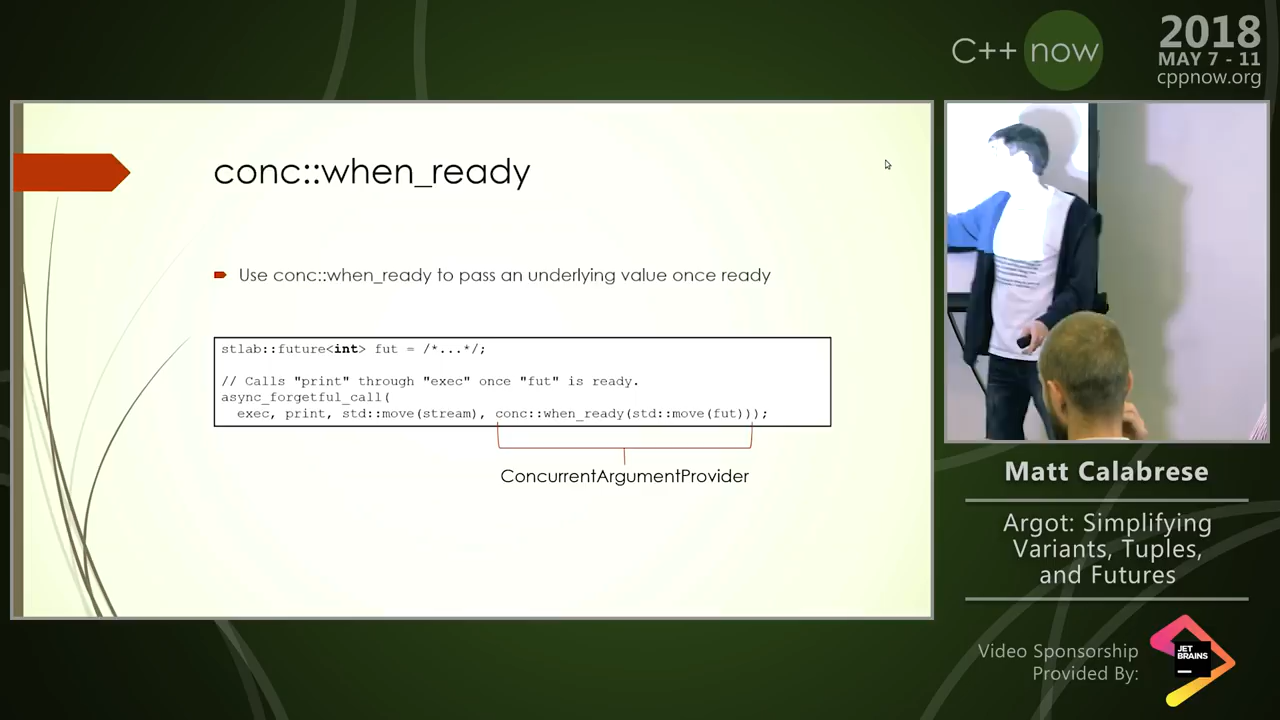 C++ now
2018
MAY 7 - 11
cppnow.org
conc::when_ready
Use conc::when_ready to pass an underlying value once ready
stlab::future<int> fut = /*...*/;
// Calls "print" through "exec" once "fut" is ready.
async_forgetful_call(
exec, print, std::move(stream), conc::when_ready(std::move(fut)));
ConcurrentArgumentProvider
Matt Calabrese
Argot: Simplifying
Variants, Tuples,
and Futures
Video Sponsorship
Provided By:
JET
BRAINS